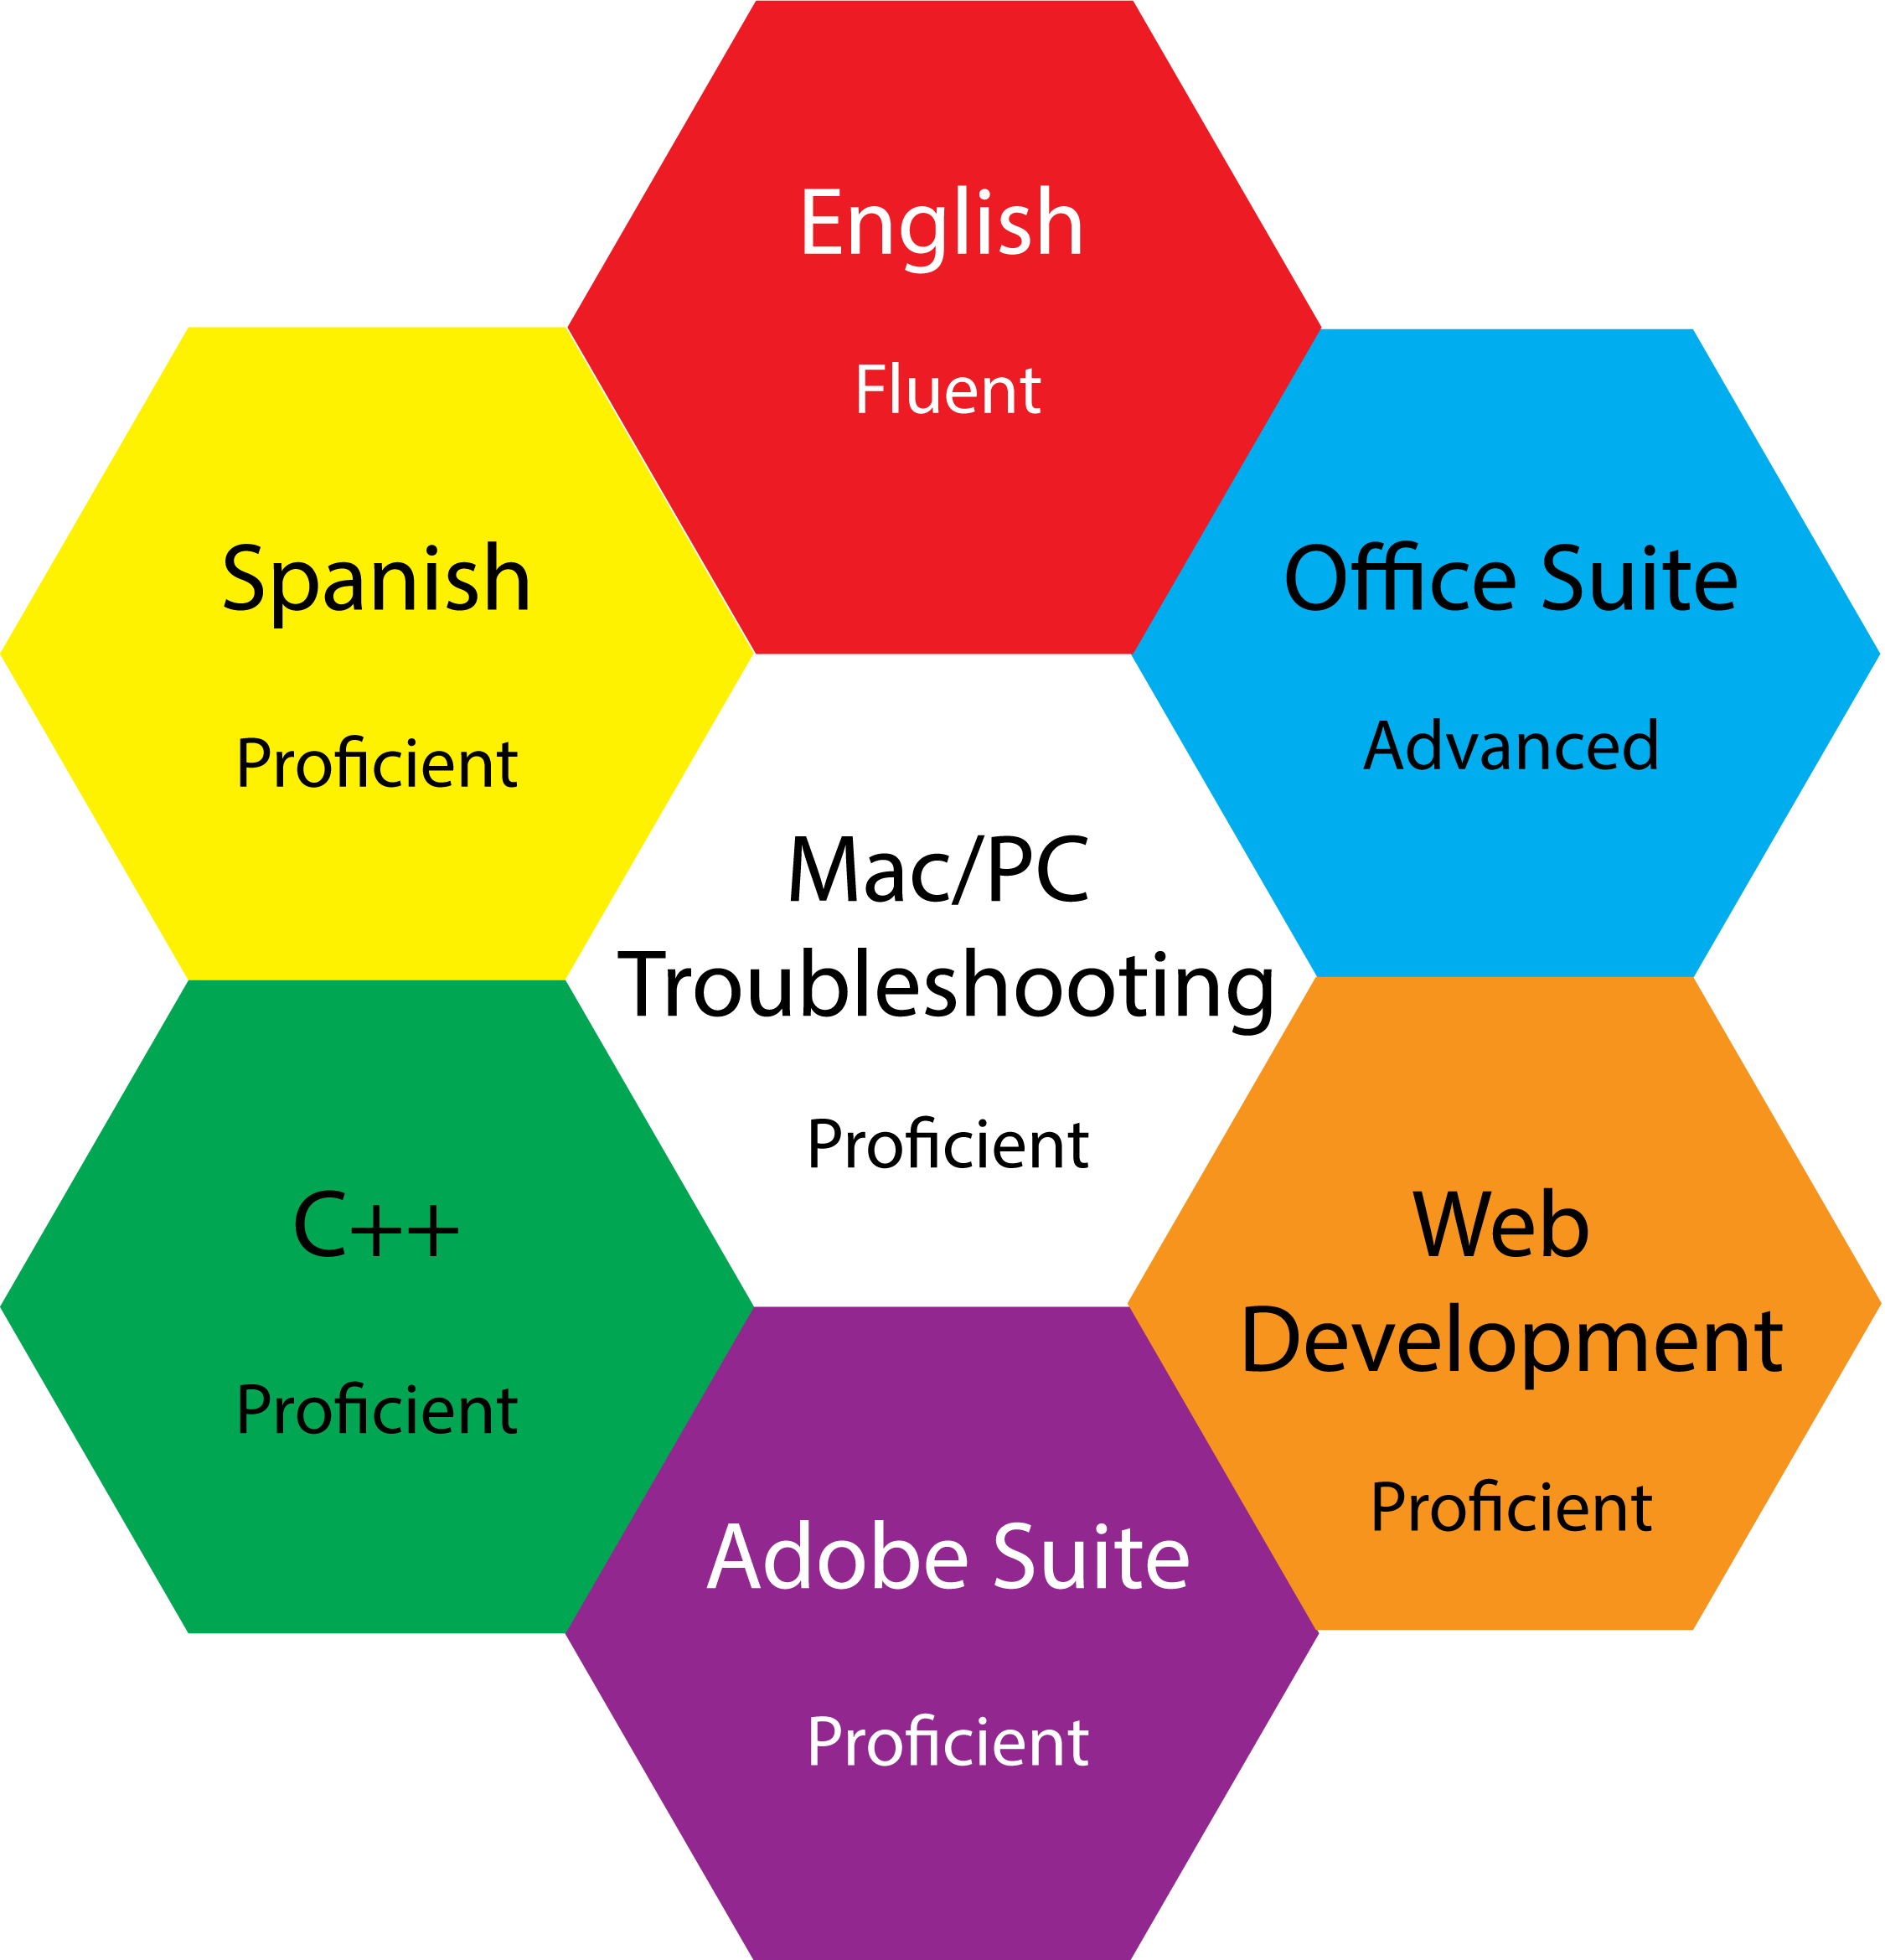 English
Fluent
Spanish
Proficient
Office Suite
Advanced
Mac/PC
Troubleshooting
Proficient
C++
Proficient
Web
Development
Proficient
Adobe Suite
Proficient